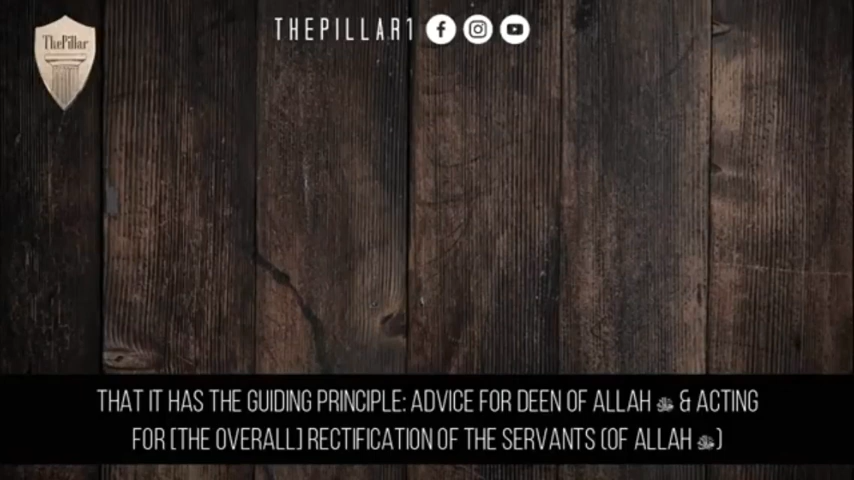 ThePillar
THEPILLAR1
THAT IT HAS THE GUIDING PRINCIPLE: ADVICE FOR DEEN OF ALLAH & ACTING
FOR [THE OVERALL] RECTIFICATION OF THE SERVANTS (OF ALLAH )